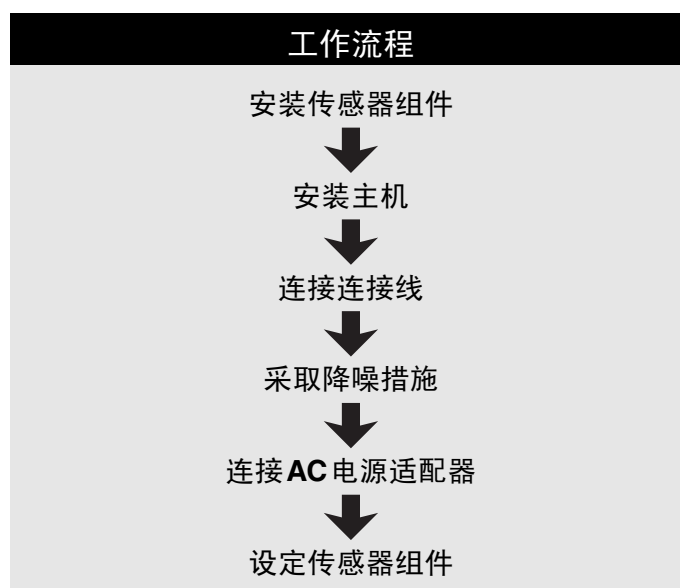 工作流程
安装传感器组件
安装主机
连接连接线
采取降噪措施
连接AC电源适配器
设定传感器组件